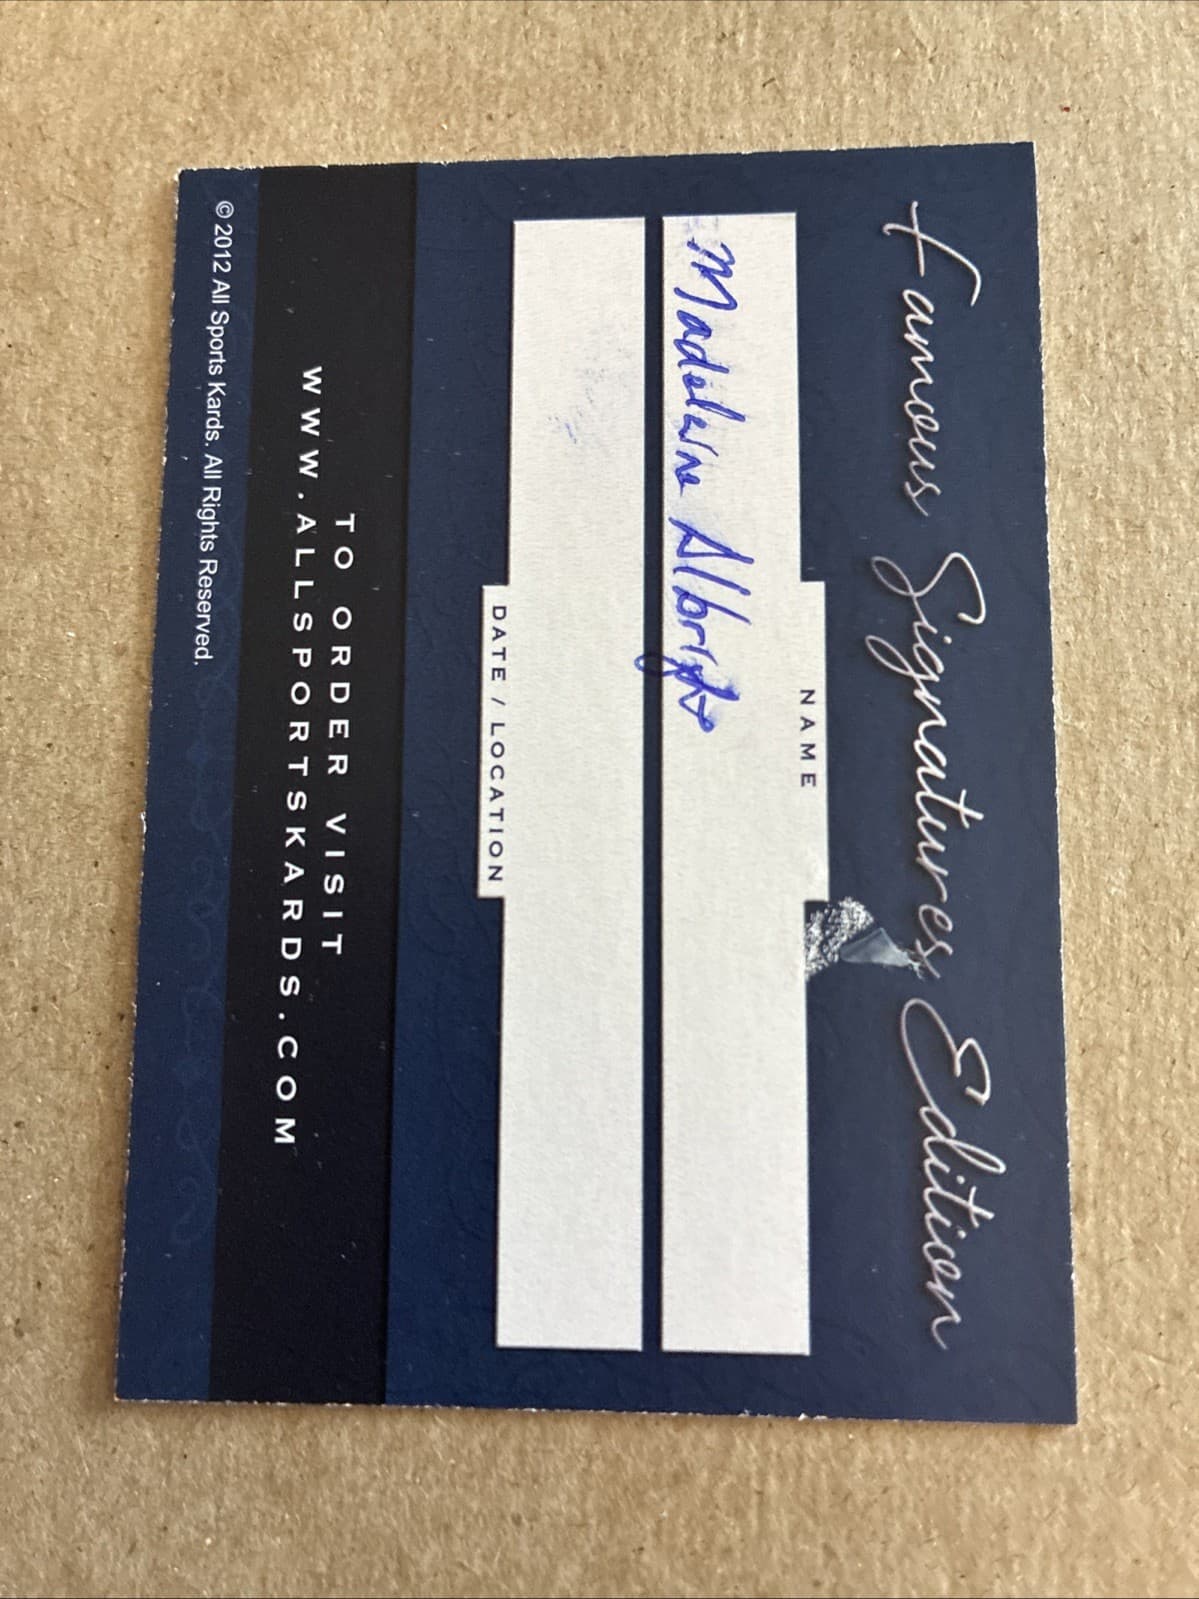 Famous Signatures Edition
NAME
Madeleine Albright
DATE / LOCATION
TO ORDER VISIT
WWW.ALLSPORTSKARDS.COM
© 2012 All Sports Kards. All Rights Reserved.